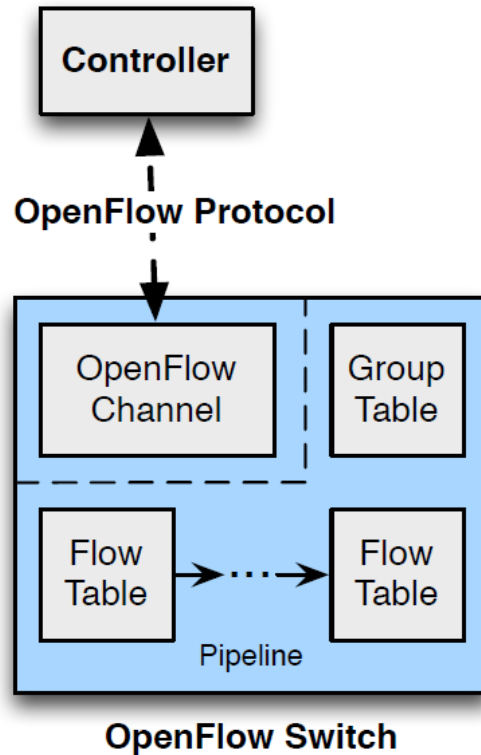 Controller
OpenFlow Protocol
OpenFlow
Channel
Group
Table
Flow
Table
...
Flow
Table
Pipeline
OpenFlow Switch